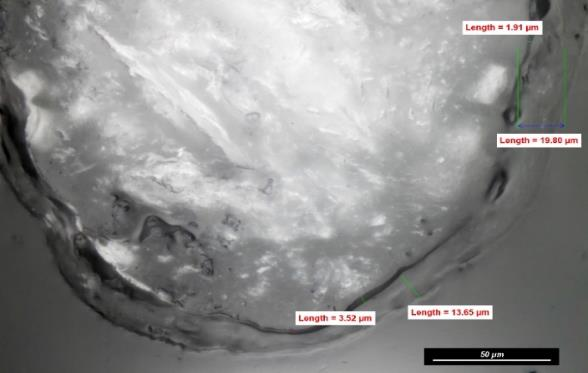 Length = 1.91 µm
Length = 19.80 µm
Length = 3.52 µm
Length = 13.65 µm
50 µm